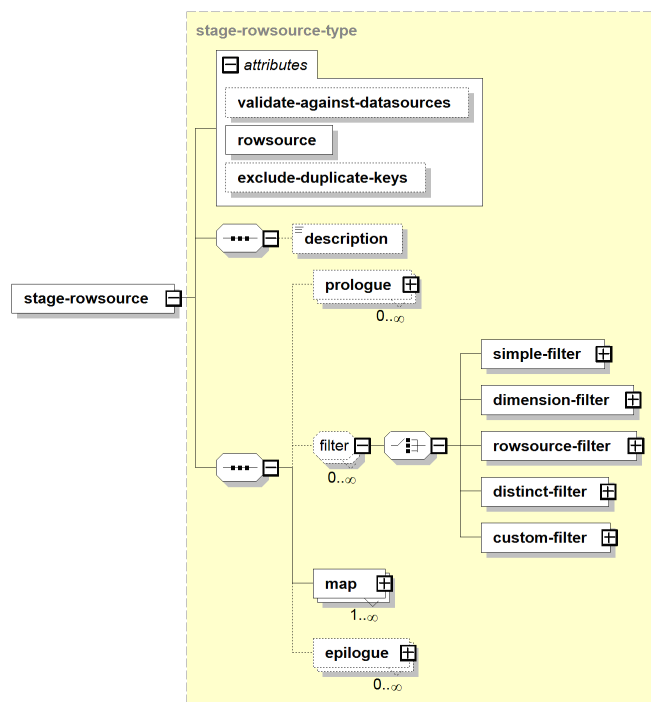 stage-rowsource-type
attributes
validate-against-datasources
rowsource
exclude-duplicate-keys
description
stage-rowsource
prologue
0..∞
simple-filter
dimension-filter
filter
rowsource-filter
0..∞
distinct-filter
custom-filter
map
1..∞
epilogue
0..∞